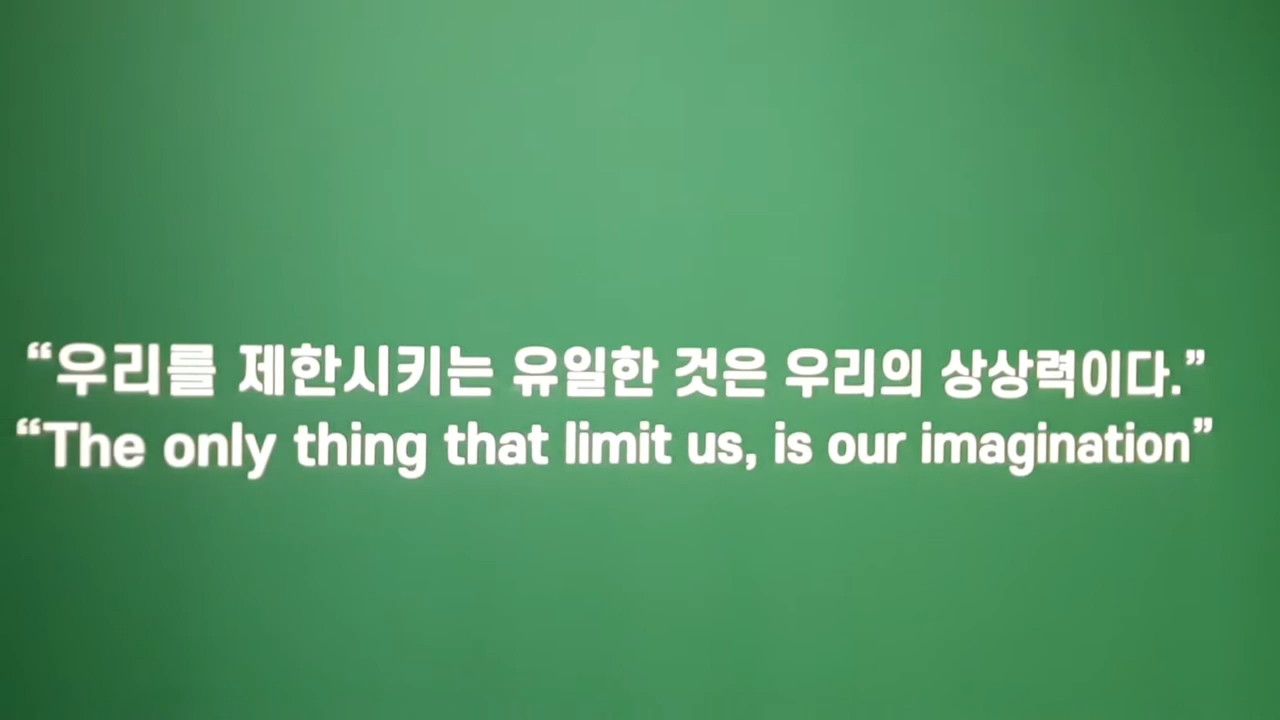 “우리를 제한시키는 유일한 것은 우리의 상상력이다.”
“The only thing that limit us, is our imagination”